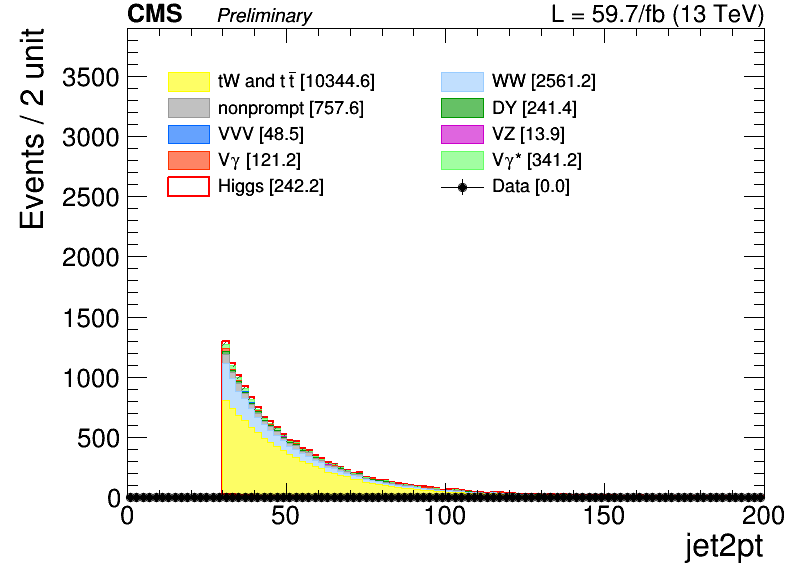 CMS Preliminary L = 59.7/fb (13 TeV)
Events / 2 unit
3500
3000
2500
2000
1500
1000
500
0
tW and t t̅ [10344.6] WW [2561.2]
nonprompt [757.6] DY [241.4]
VVV [48.5] VZ [13.9]
Vγ [121.2] Vγ* [341.2]
Higgs [242.2] Data [0.0]
0 50 100 150 200
jet2pt